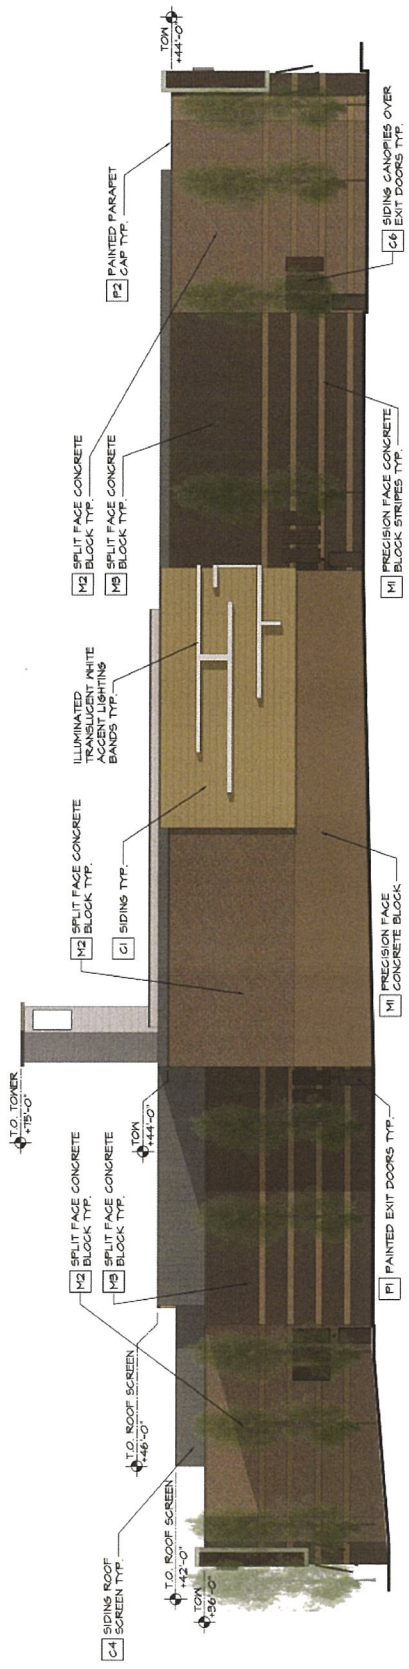 C4 SIDING ROOF
SCREEN TYP.
T.O. ROOF SCREEN
+42'-0"
TOW
+36'-0"
T.O. ROOF SCREEN
+46'-0"
M2 SPLIT FACE CONCRETE
BLOCK TYP.
M3 SPLIT FACE CONCRETE
BLOCK TYP.
T.O. TOWER
+75'-0"
TOW
+44'-0"
P1 PAINTED EXIT DOORS TYP.
M2 SPLIT FACE CONCRETE
BLOCK TYP.
C1 SIDING TYP.
M1 PRECISION FACE
CONCRETE BLOCK
ILLUMINATED
TRANSLUCENT WHITE
ACCENT LIGHTING
BANDS TYP.
M2 SPLIT FACE CONCRETE
BLOCK TYP.
M3 SPLIT FACE CONCRETE
BLOCK TYP.
M1 PRECISION FACE CONCRETE
BLOCK STRIPES TYP.
P2 PAINTED PARAPET
CAP TYP.
TOW
+44'-0"
C6 SIDING CANOPIES OVER
EXIT DOORS TYP.